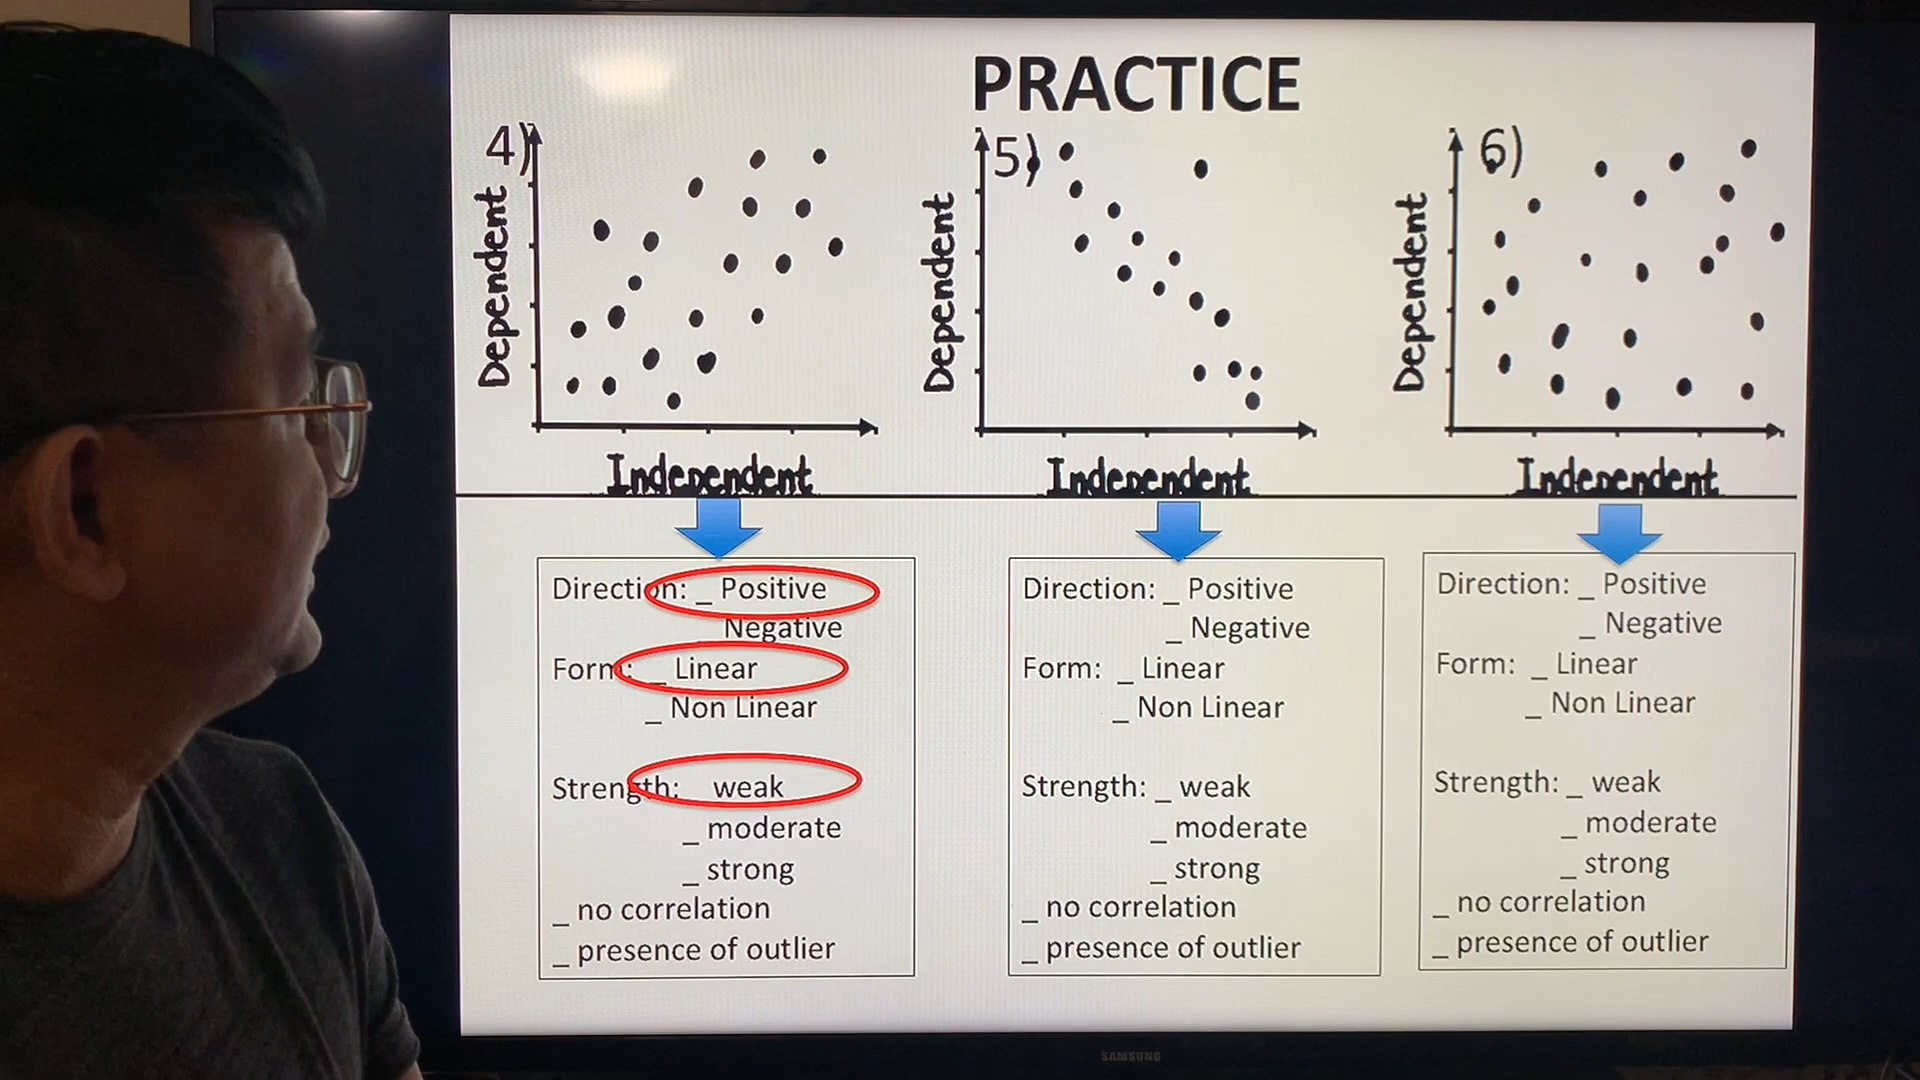 PRACTICE
4)
Dependent
Independent
5)
Dependent
Independent
6)
Dependent
Independent
Direction: _ Positive
Negative
Form: _ Linear
_ Non Linear
Strength: _ weak
_ moderate
_ strong
_ no correlation
_ presence of outlier
Direction: _ Positive
_ Negative
Form: _ Linear
_ Non Linear
Strength: _ weak
_ moderate
_ strong
_ no correlation
_ presence of outlier
Direction: _ Positive
_ Negative
Form: _ Linear
_ Non Linear
Strength: _ weak
_ moderate
_ strong
_ no correlation
_ presence of outlier
SAMSUNG